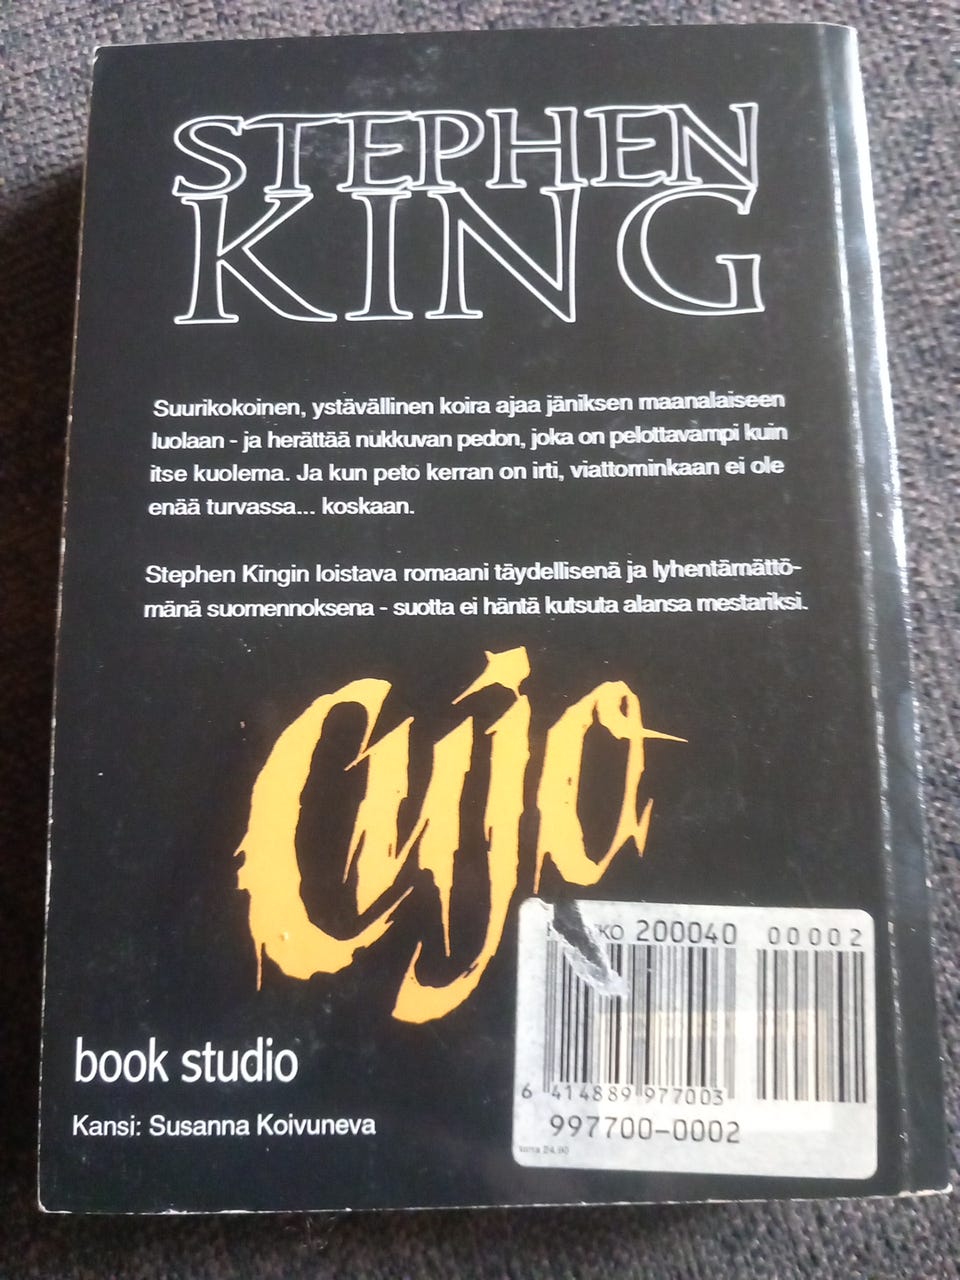 STEPHEN
KING
Suurikokoinen, ystävällinen koira ajaa jäniksen maanalaiseen
luolaan - ja herättää nukkuvan pedon, joka on pelottavampi kuin
itse kuolema. Ja kun peto kerran on irti, viattominkaan ei ole
enää turvassa... koskaan.
Stephen Kingin loistava romaani täydellisenä ja lyhentämättö-
mänä suomennoksena - suotta ei häntä kutsuta alansa mestariksi.
Cujo
book studio
Kansi: Susanna Koivuneva
200040 00002
6 414889 977003
997700-0002